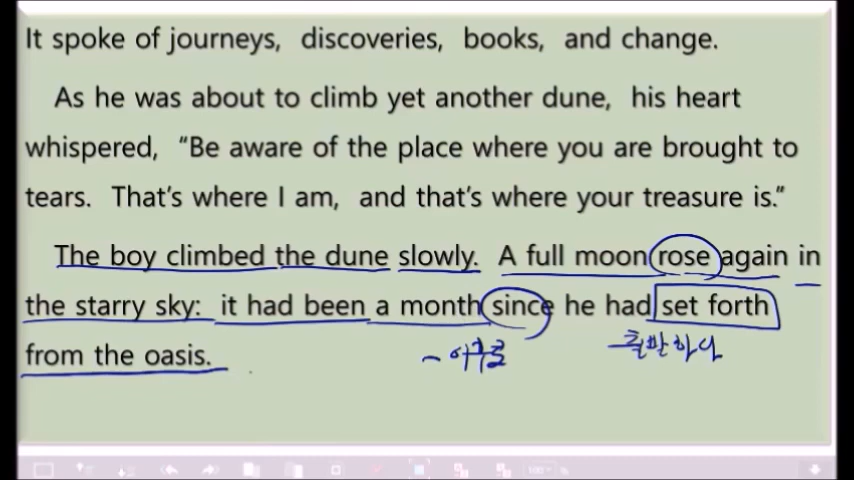 It spoke of journeys, discoveries, books, and change.
As he was about to climb yet another dune, his heart
whispered, “Be aware of the place where you are brought to
tears. That’s where I am, and that’s where your treasure is.”
The boy climbed the dune slowly. A full moon rose again in
the starry sky: it had been a month since he had set forth
from the oasis.
~이후로 출발하다